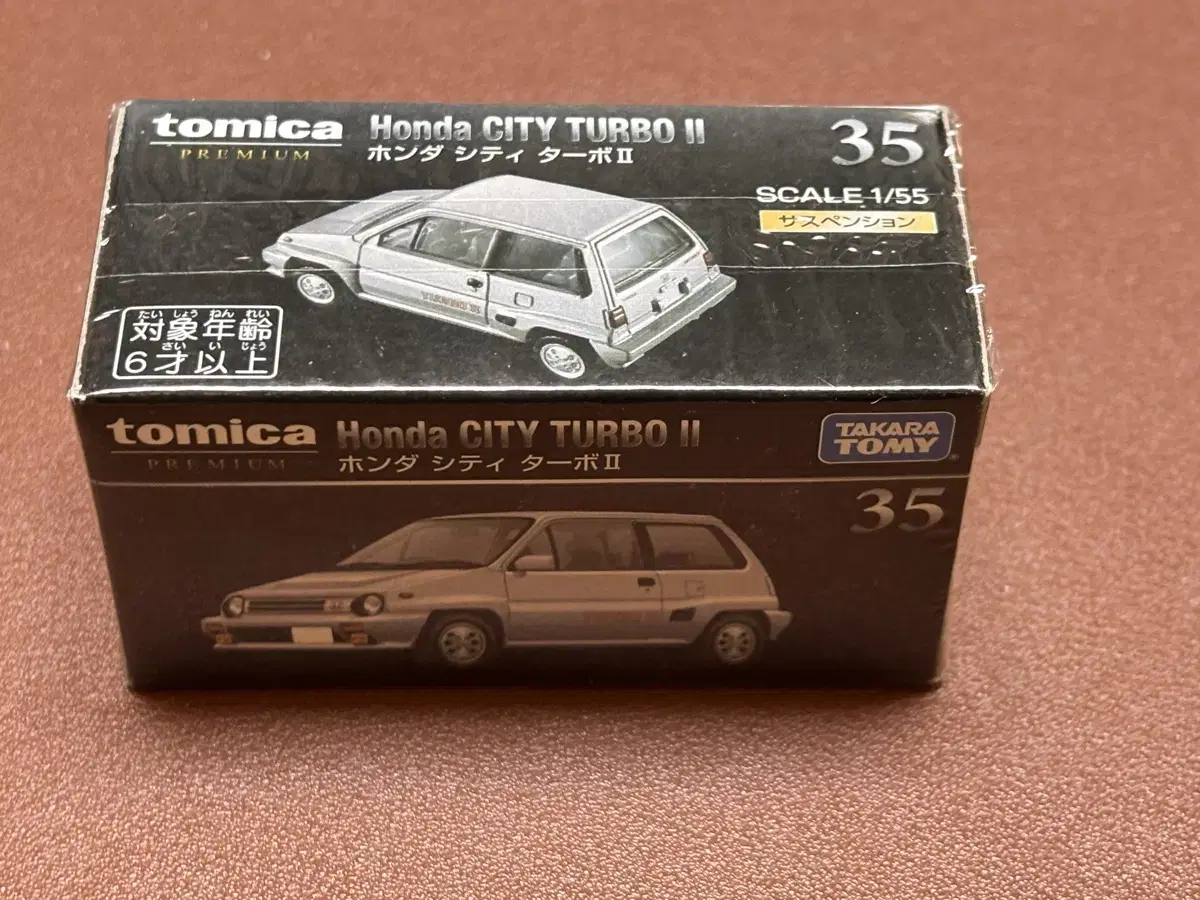 tomica
PREMIUM
Honda CITY TURBO II
ホンダ シティ ターボⅡ
35
SCALE 1/55
サスペンション
たいしょうねんれい
対象年齢
さい い じょう
6才以上
tomica
PREMIUM
Honda CITY TURBO II
ホンダ シティ ターボⅡ
TAKARA
TOMY
35